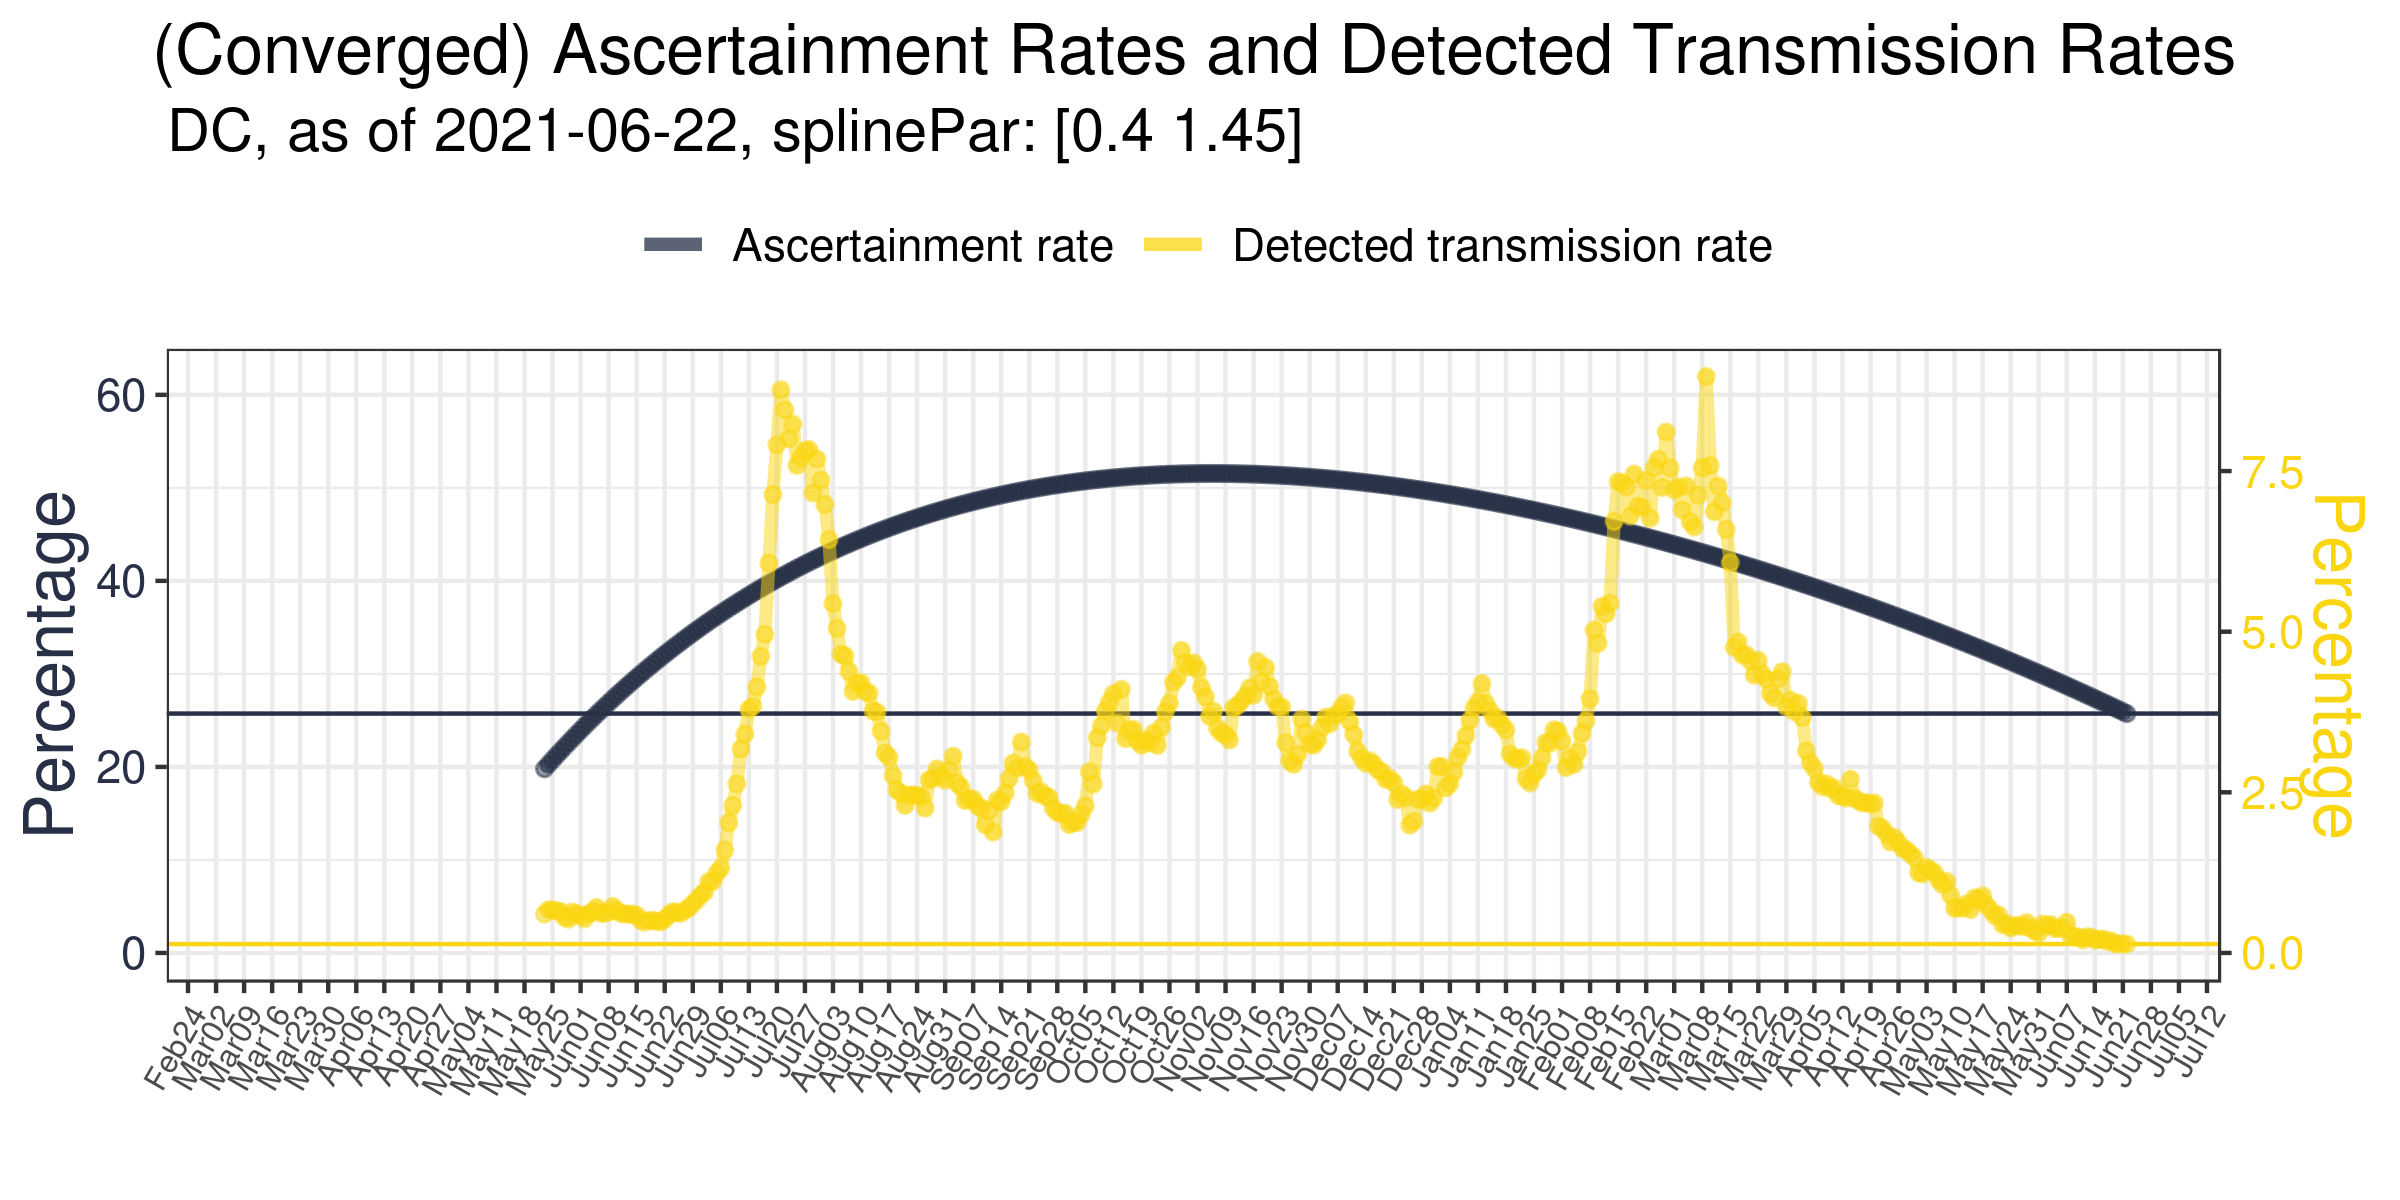 (Converged) Ascertainment Rates and Detected Transmission Rates
DC, as of 2021-06-22, splinePar: [0.4 1.45]
Ascertainment rate
Detected transmission rate
Percentage
60
40
20
0
7.5
5.0
2.5
0.0
Percentage
Feb24
Mar02
Mar09
Mar16
Mar23
Mar30
Apr06
Apr13
Apr20
Apr27
May04
May11
May18
May25
Jun01
Jun08
Jun15
Jun22
Jun29
Jul06
Jul13
Jul20
Jul27
Aug03
Aug10
Aug17
Aug24
Aug31
Sep07
Sep14
Sep21
Sep28
Oct05
Oct12
Oct19
Oct26
Nov02
Nov09
Nov16
Nov23
Nov30
Dec07
Dec14
Dec21
Dec28
Jan04
Jan11
Jan18
Jan25
Feb01
Feb08
Feb15
Feb22
Mar01
Mar08
Mar15
Mar22
Mar29
Apr05
Apr12
Apr19
Apr26
May03
May10
May17
May24
May31
Jun07
Jun14
Jun21
Jun28
Jul05
Jul12